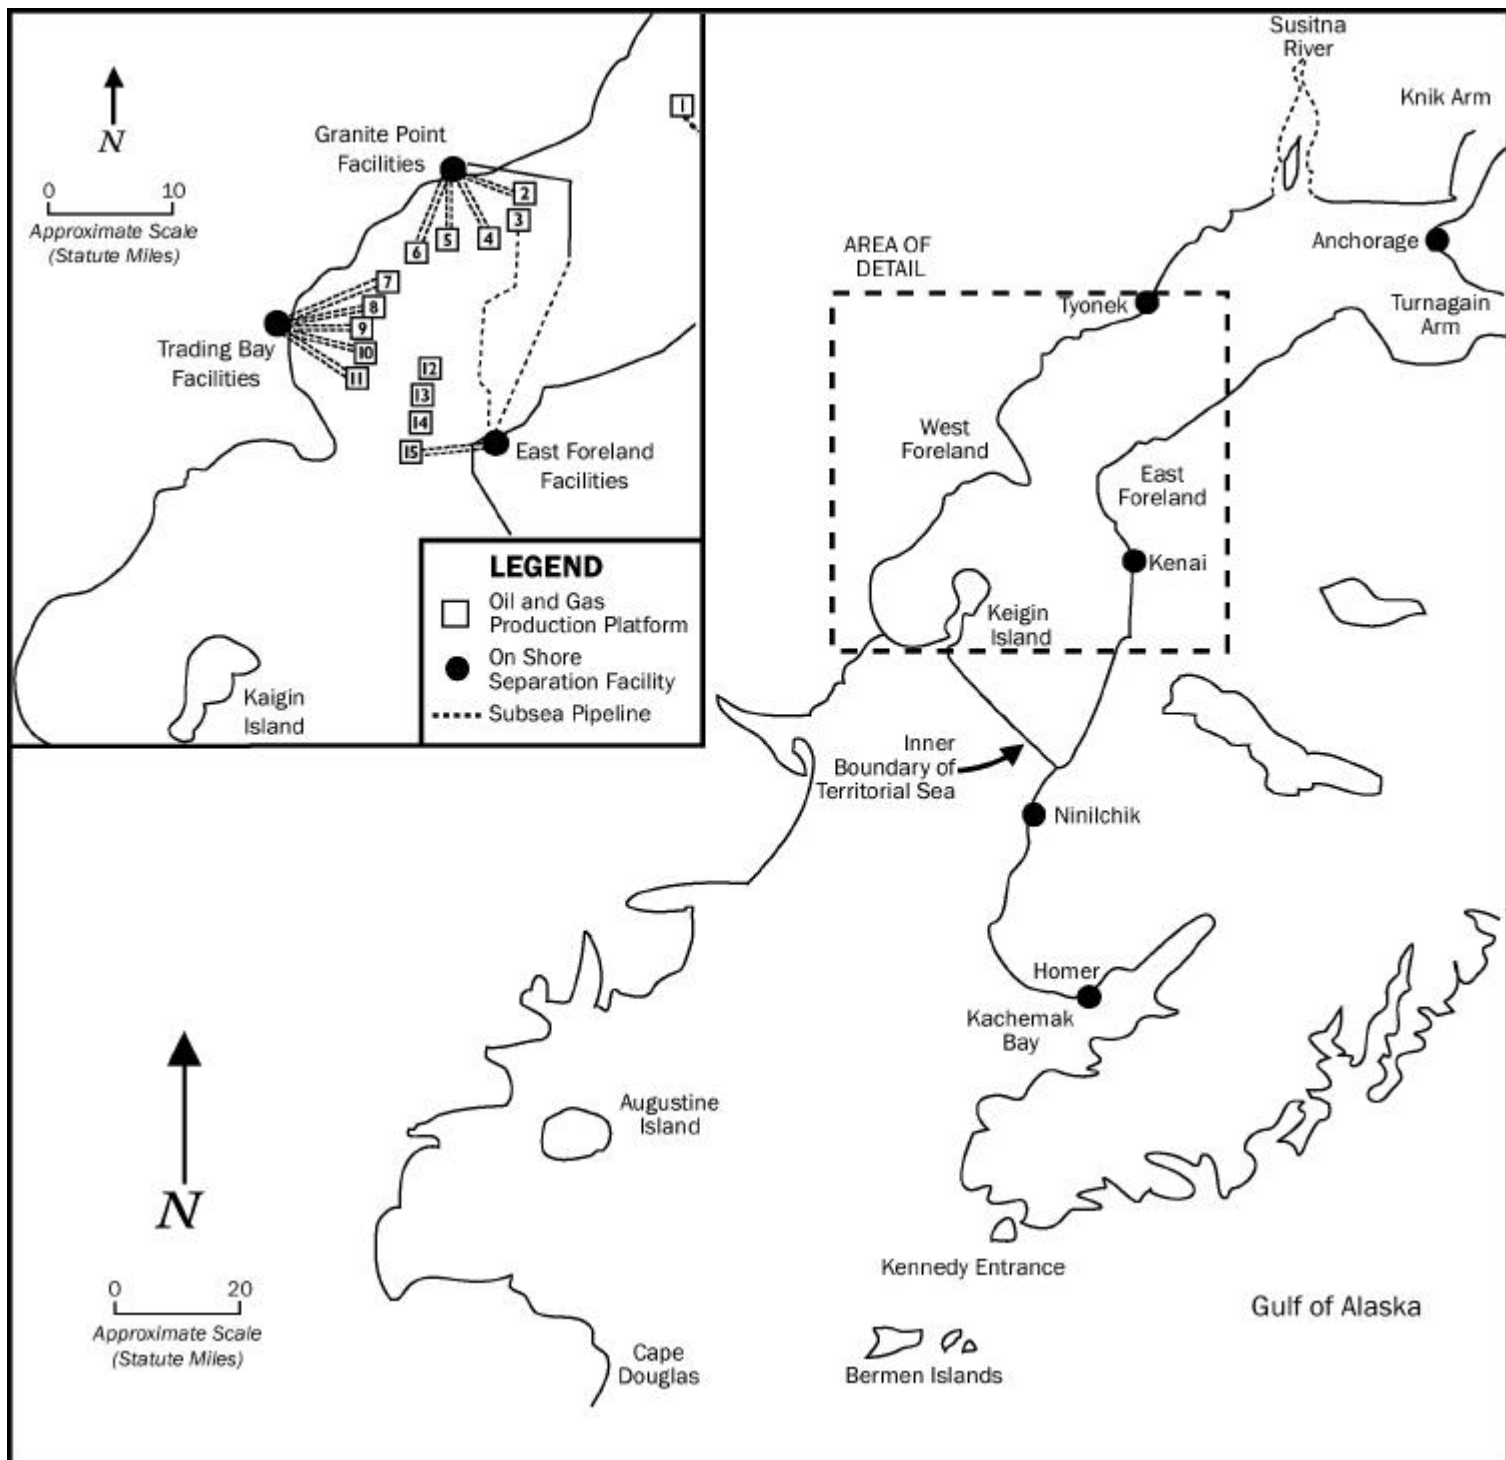 N
0 10
Approximate Scale
(Statute Miles)
Granite Point
Facilities
1
2
3
4
5
6
7
8
9
10
11
Trading Bay
Facilities
12
13
14
15
East Foreland
Facilities
Kaigin
Island
LEGEND
Oil and Gas
Production Platform
On Shore
Separation Facility
Subsea Pipeline
Susitna
River
Knik Arm
Anchorage
AREA OF
DETAIL
Tyonek
Turnagain
Arm
West
Foreland
East
Foreland
Kenai
Keigin
Island
Inner
Boundary of
Territorial Sea
Ninilchik
Homer
Kachemak
Bay
Augustine
Island
N
0 20
Approximate Scale
(Statute Miles)
Kennedy Entrance
Gulf of Alaska
Cape
Douglas
Bermen Islands